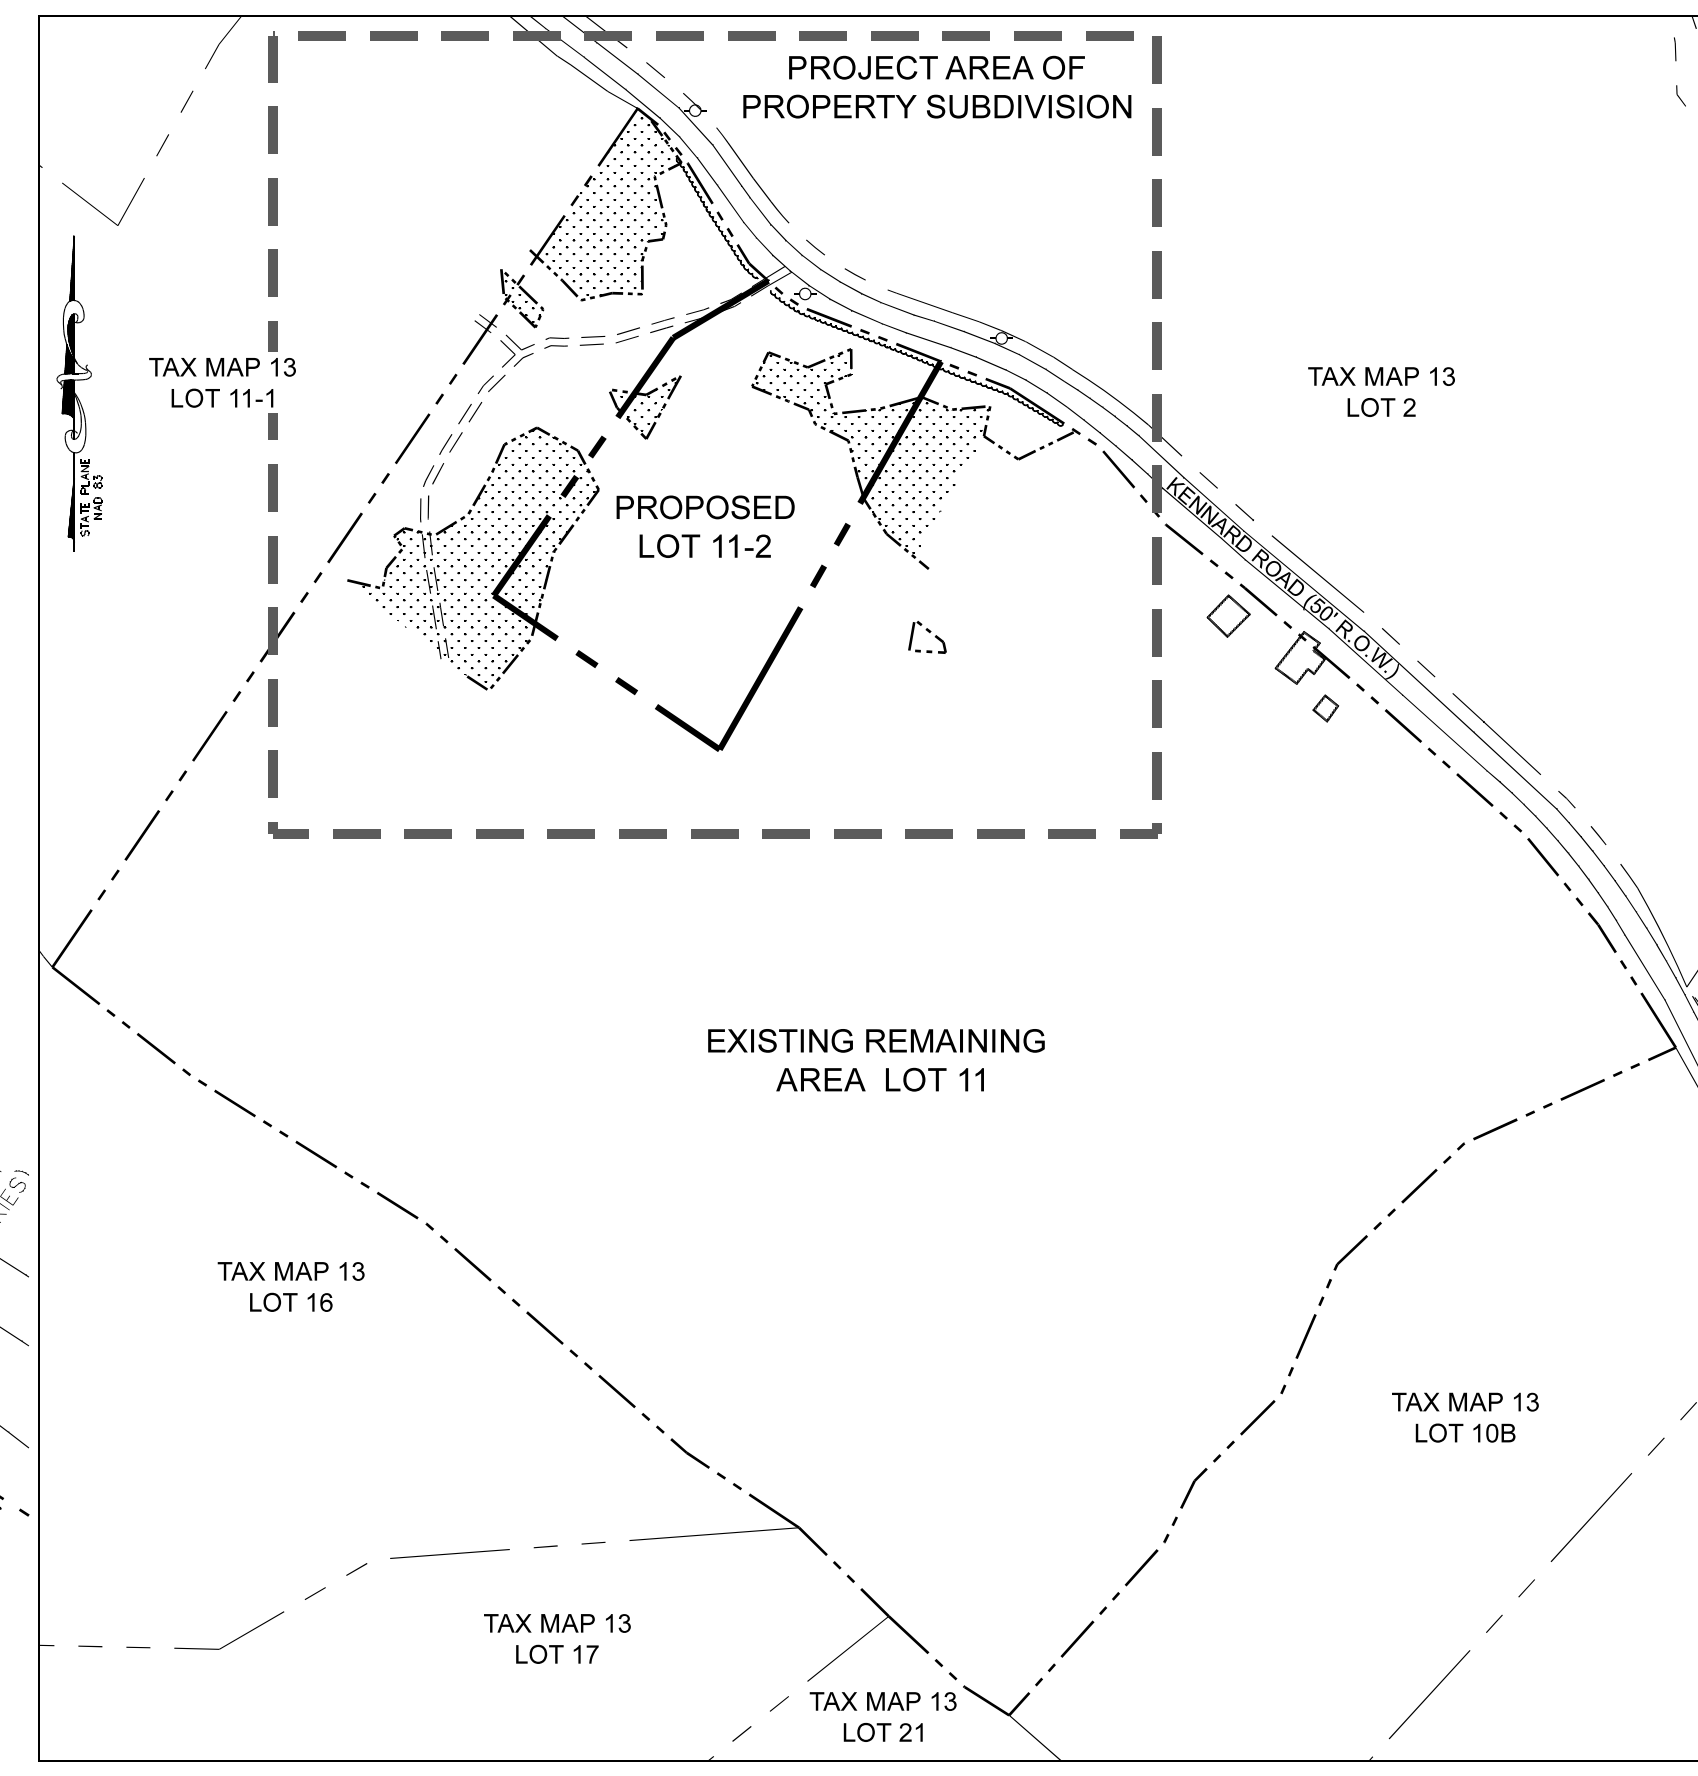 PROJECT AREA OF
PROPERTY SUBDIVISION
TAX MAP 13
LOT 11-1
TAX MAP 13
LOT 2
STATE PLANE
NAD 83
PROPOSED
LOT 11-2
KENNARD ROAD (50' R.O.W.)
EXISTING REMAINING
AREA LOT 11
TAX MAP 13
LOT 16
TAX MAP 13
LOT 10B
TAX MAP 13
LOT 17
TAX MAP 13
LOT 21